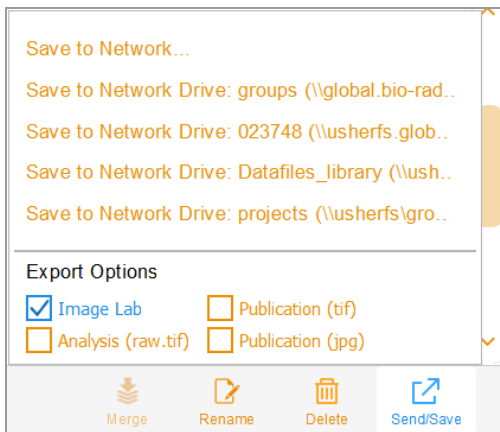 Save to Network...
Save to Network Drive: groups (\\global.bio-rad..
Save to Network Drive: 023748 (\\usherfs.glob..
Save to Network Drive: Datafiles_library (\\ush..
Save to Network Drive: projects (\\usherfs\gro..
Export Options
Image Lab Publication (tif)
Analysis (raw.tif) Publication (jpg)
Merge Rename Delete Send/Save